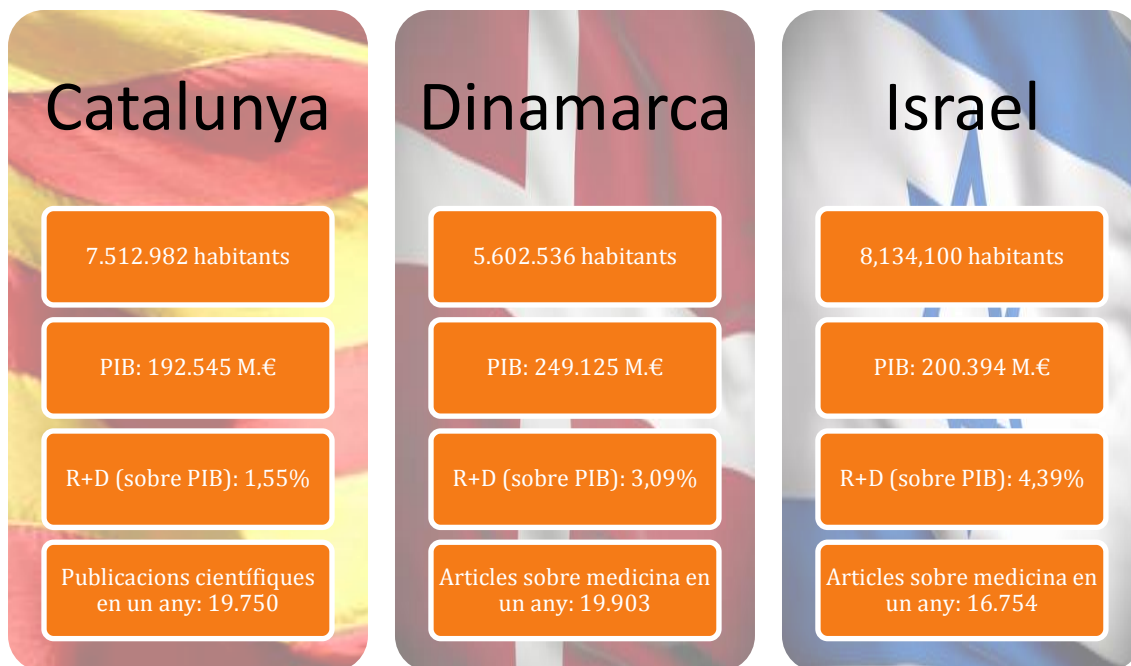 Catalunya
7.512.982 habitants
PIB: 192.545 M.€
R+D (sobre PIB): 1,55%
Publicacions científiques
en un any: 19.750
Dinamarca
5.602.536 habitants
PIB: 249.125 M.€
R+D (sobre PIB): 3,09%
Articles sobre medicina en
un any: 19.903
Israel
8,134,100 habitants
PIB: 200.394 M.€
R+D (sobre PIB): 4,39%
Articles sobre medicina en
un any: 16.754